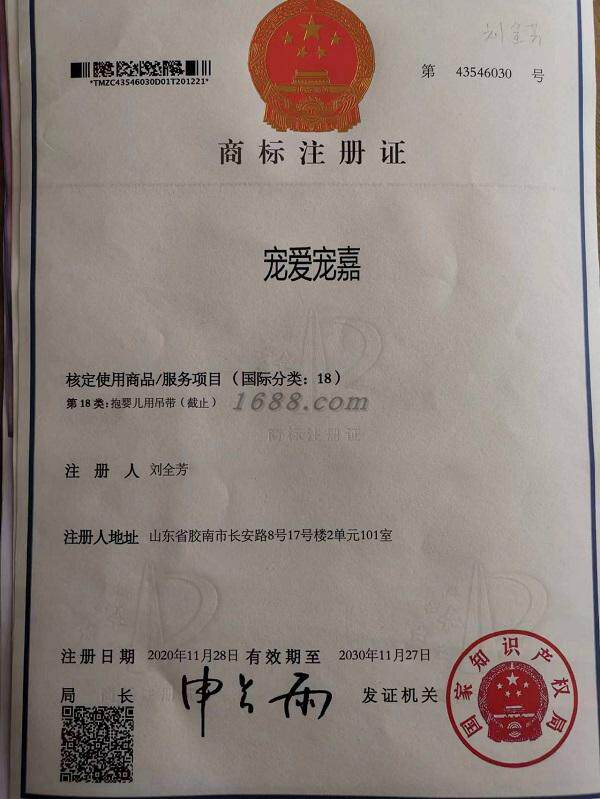 刘全芳
*TMZC43546030D01T201221*
第 43546030 号
商标注册证
宠爱宠嘉
核定使用商品/服务项目（国际分类：18）
第18类:抱婴儿用吊带（截止）
1688.com
商标注册证
注册人 刘全芳
注册人地址 山东省胶南市长安路8号17号楼2单元101室
注册日期 2020年11月28日 有效期至 2030年11月27日
局长 申长雨 发证机关
国家知识产权局